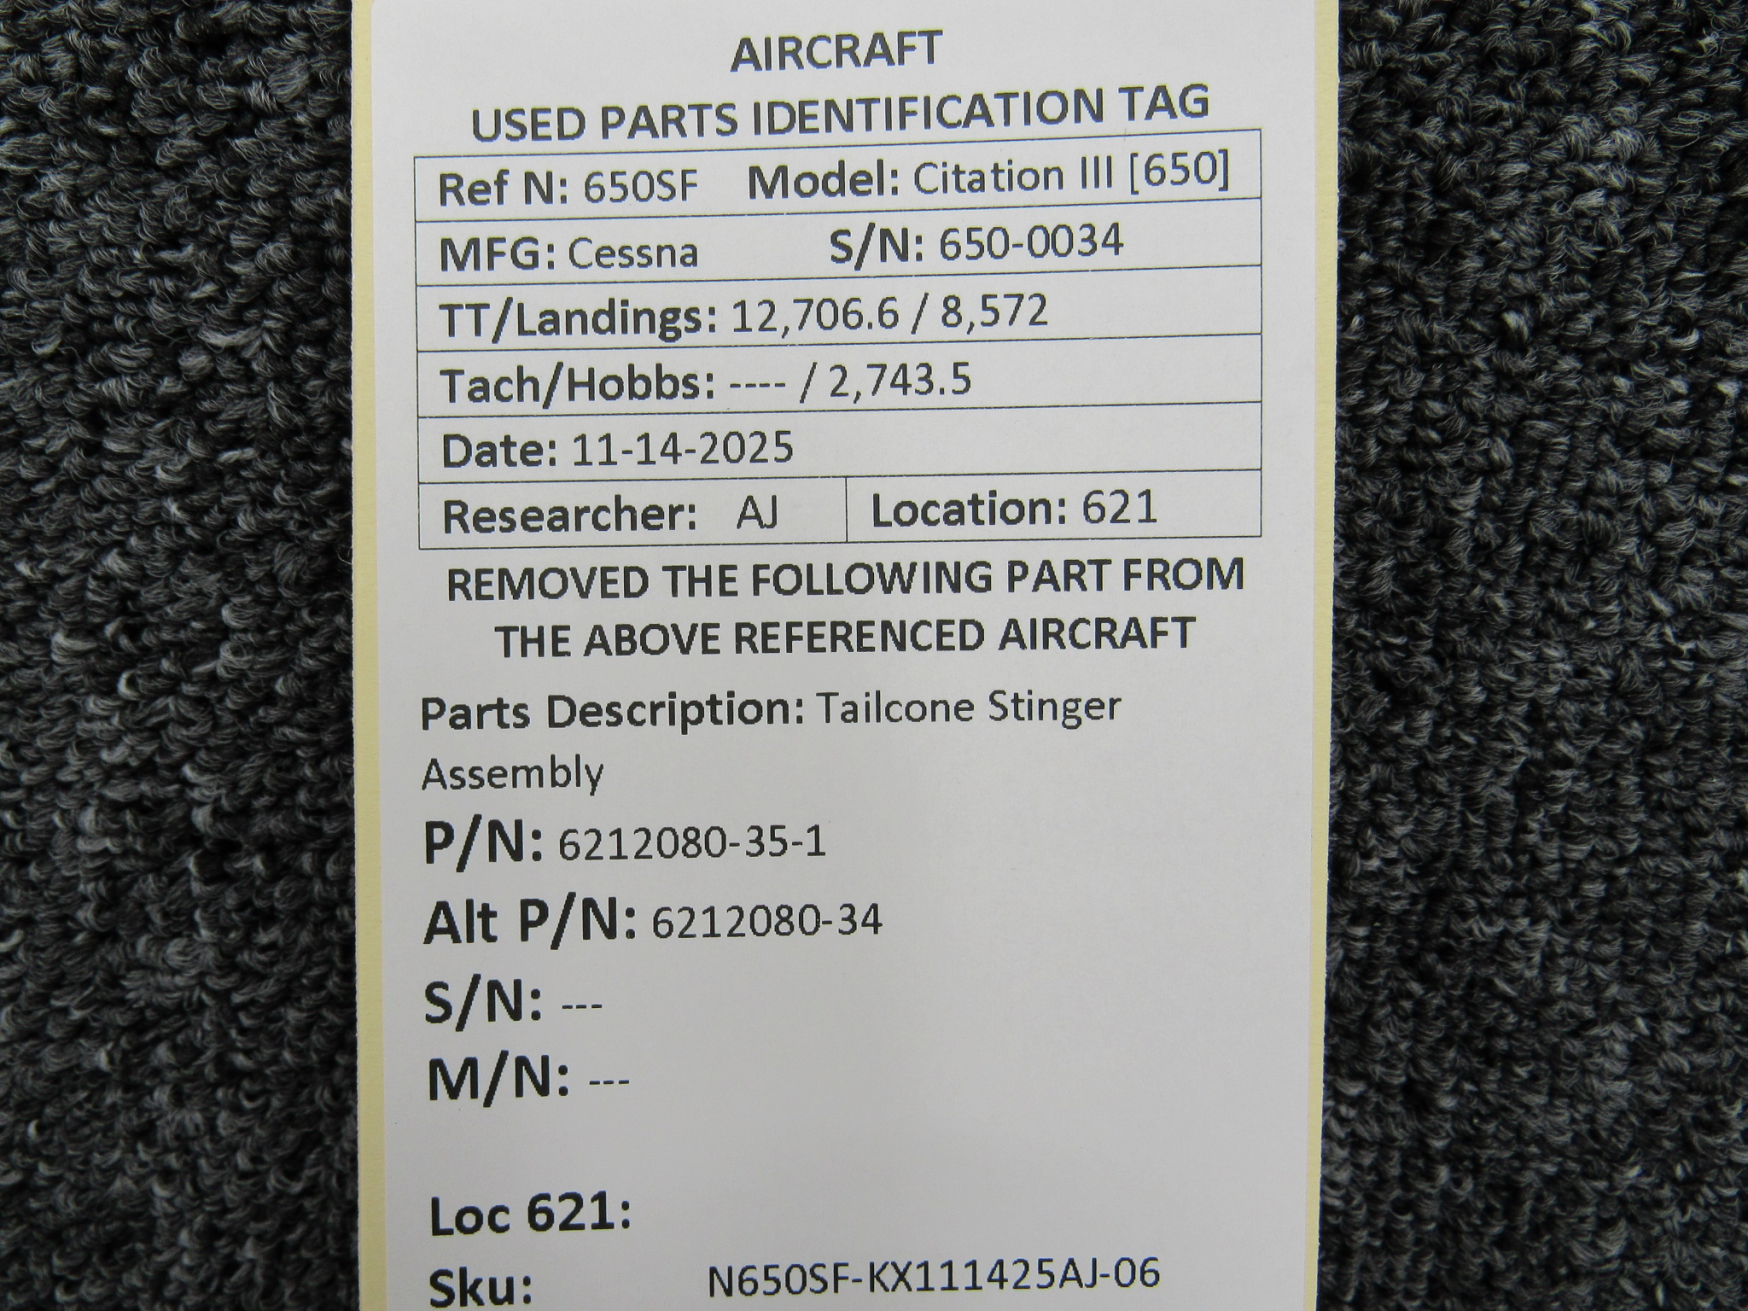 AIRCRAFT
USED PARTS IDENTIFICATION TAG
Ref N: 650SF Model: Citation III [650]
MFG: Cessna S/N: 650-0034
TT/Landings: 12,706.6 / 8,572
Tach/Hobbs: ---- / 2,743.5
Date: 11-14-2025
Researcher: AJ Location: 621
REMOVED THE FOLLOWING PART FROM
THE ABOVE REFERENCED AIRCRAFT
Parts Description: Tailcone Stinger
Assembly
P/N: 6212080-35-1
Alt P/N: 6212080-34
S/N: ---
M/N: ---
Loc 621:
Sku: N650SF-KX111425AJ-06